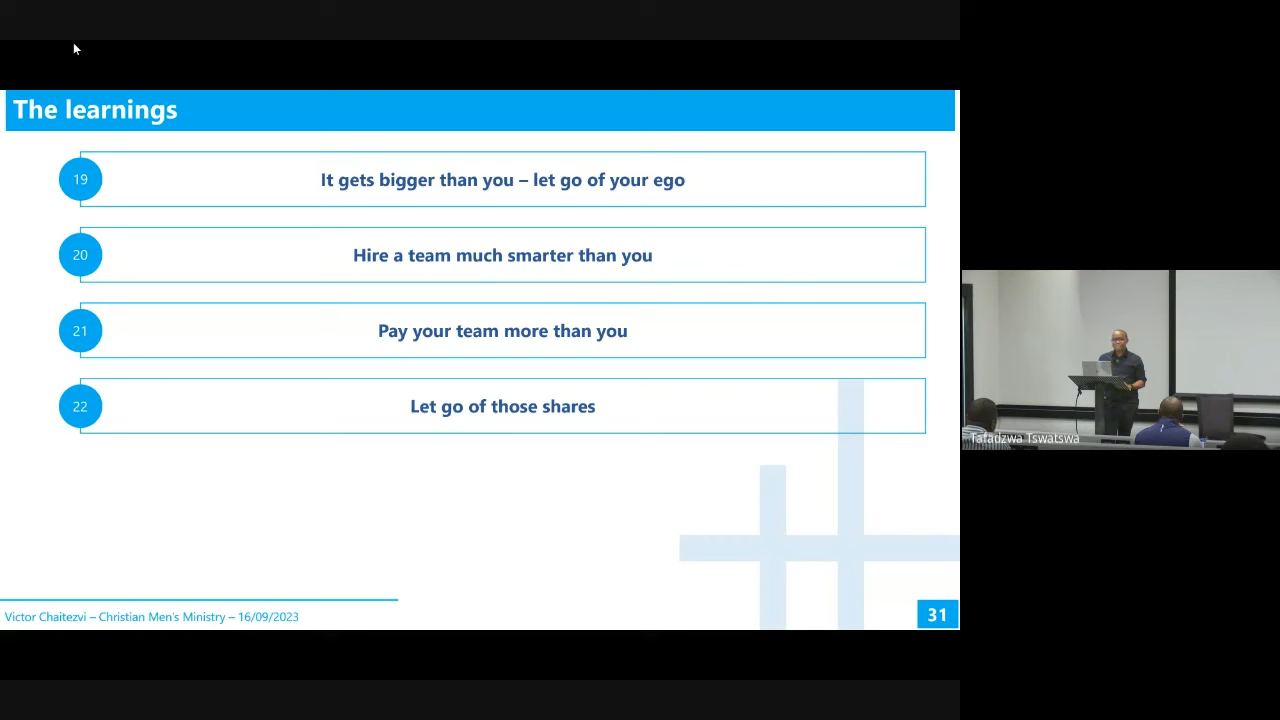 The learnings
19
It gets bigger than you – let go of your ego
20
Hire a team much smarter than you
21
Pay your team more than you
22
Let go of those shares
Victor Chaitezvi – Christian Men's Ministry – 16/09/2023
31
Tafadzwa Tswatswa